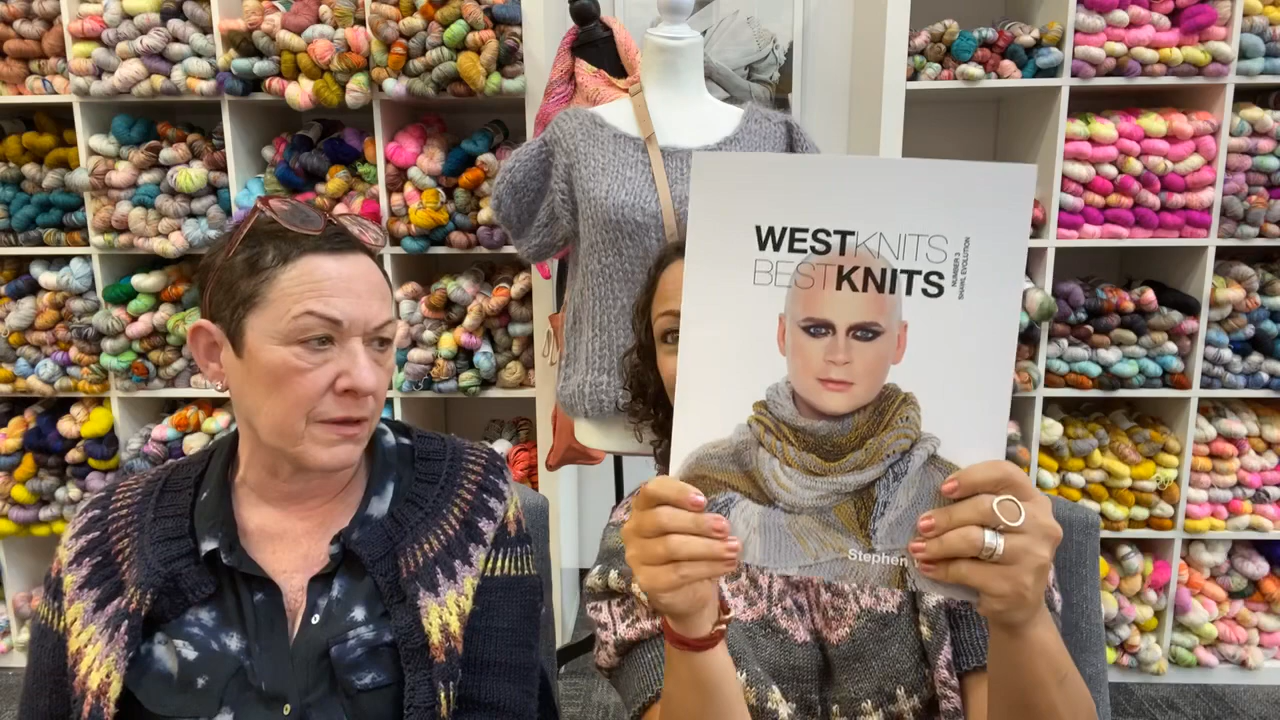 WESTKNITS
BESTKNITS
NUMBER 3
SHAWL EVOLUTION
Stephen